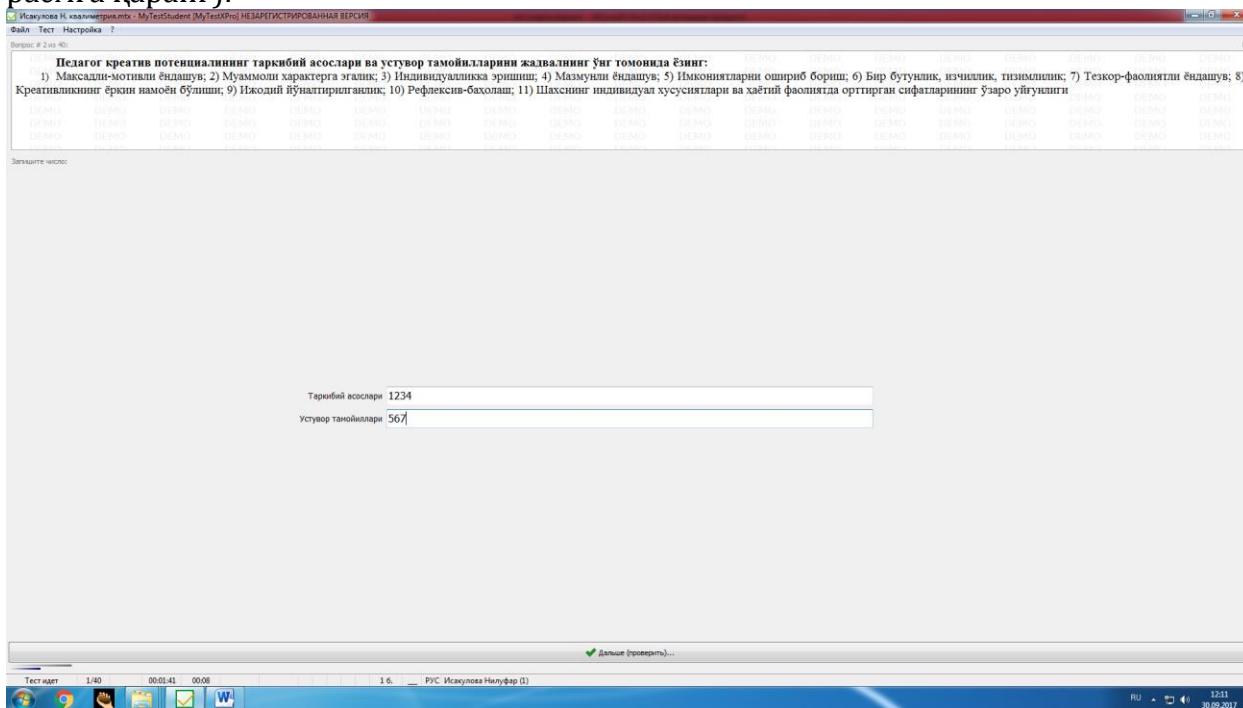 расмга қаранг):
Исакулова Н. квалиметрия.mtx - MyTestStudent [MyTestXPro] НЕЗАРЕГИСТРИРОВАННАЯ ВЕРСИЯ
Файл Тест Настройка ?
Вопрос # 2 из 40:
Педагог креатив потенциалининг таркибий асослари ва устувор тамойилларини жадвалнинг ўнг томонида ёзинг:
1) Мақсадли-мотивли ёндашув; 2) Муаммоли характерга эгалик; 3) Индивидуалликка эришиш; 4) Мазмунли ёндашув; 5) Имкониятларни ошириб бориш; 6) Бир бутунлик, изчиллик, тизимлилик; 7) Тезкор-фаолиятли ёндашув; 8)
Креативликнинг ёрқин намоён бўлиши; 9) Ижодий йўналтирилганлик; 10) Рефлексив-баҳолаш; 11) Шахснинг индивидуал хусусиятлари ва ҳаётий фаолиятда орттирган сифатларининг ўзаро уйғунлиги
Запишите число:
Таркибий асослари 1234
Устувор тамойиллари 567
Дальше (проверить)...
Тест идет 1/40 00:01:41 00:08 1 б. РУС Исакулова Нилуфар (1)
RU 12:11
30.09.2017